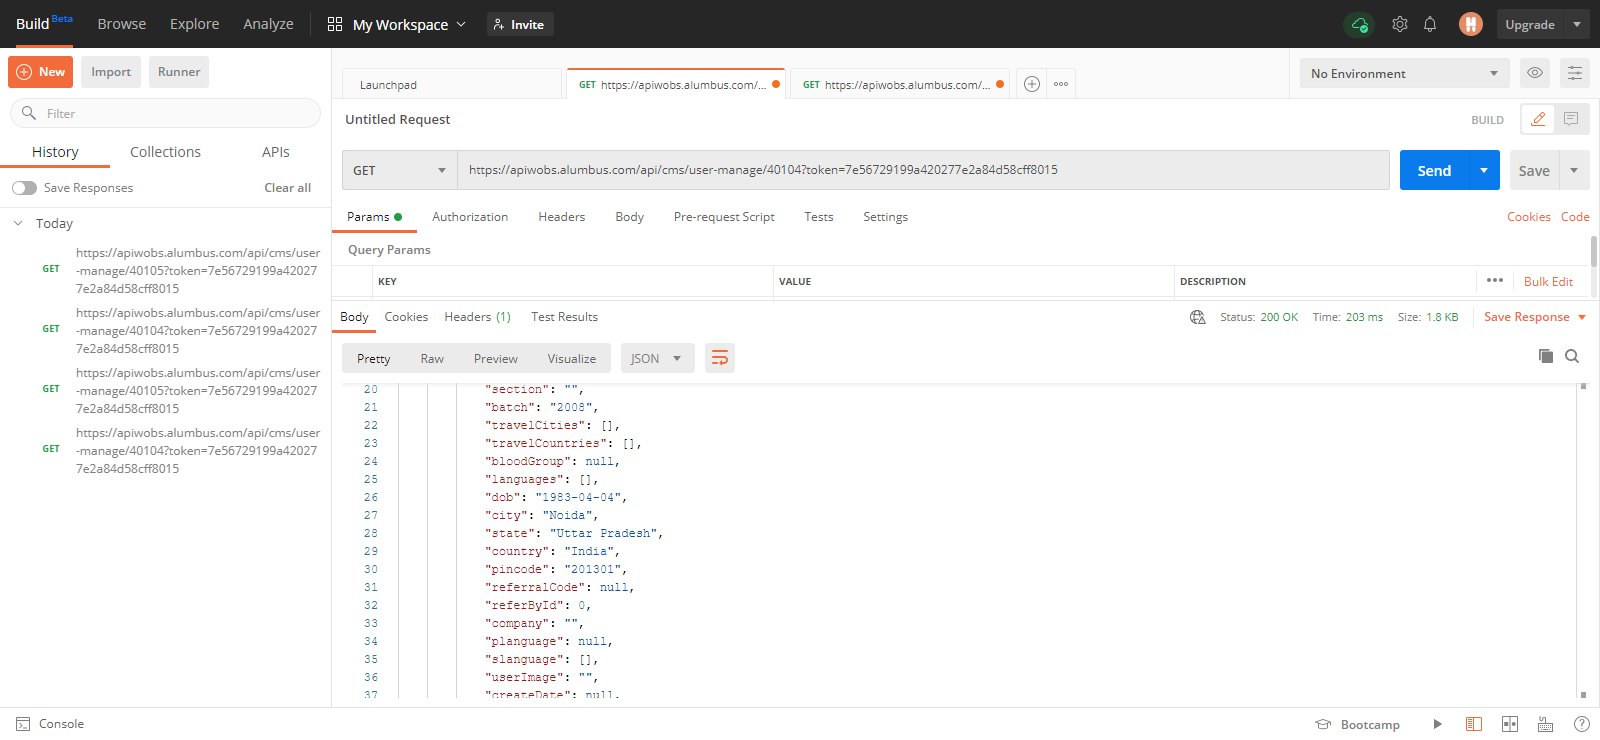 Build Beta Browse Explore Analyze My Workspace Invite Upgrade
New Import Runner
Filter
History Collections APIs
Save Responses Clear all
Today
GET https://apiwobs.alumbus.com/api/cms/user
-manage/40105?token=7e56729199a42027
7e2a84d58cff8015
GET https://apiwobs.alumbus.com/api/cms/user
-manage/40104?token=7e56729199a42027
7e2a84d58cff8015
GET https://apiwobs.alumbus.com/api/cms/user
-manage/40105?token=7e56729199a42027
7e2a84d58cff8015
GET https://apiwobs.alumbus.com/api/cms/user
-manage/40104?token=7e56729199a42027
7e2a84d58cff8015
Launchpad GET https://apiwobs.alumbus.com/... GET https://apiwobs.alumbus.com/... No Environment
Untitled Request BUILD
GET https://apiwobs.alumbus.com/api/cms/user-manage/40104?token=7e56729199a420277e2a84d58cff8015 Send Save
Params Authorization Headers Body Pre-request Script Tests Settings Cookies Code
Query Params
KEY VALUE DESCRIPTION Bulk Edit
Body Cookies Headers (1) Test Results Status: 200 OK Time: 203 ms Size: 1.8 KB Save Response
Pretty Raw Preview Visualize JSON
20 "section": "",
21 "batch": "2008",
22 "travelCities": [],
23 "travelCountries": [],
24 "bloodGroup": null,
25 "languages": [],
26 "dob": "1983-04-04",
27 "city": "Noida",
28 "state": "Uttar Pradesh",
29 "country": "India",
30 "pincode": "201301",
31 "referralCode": null,
32 "referById": 0,
33 "company": "",
34 "planguage": null,
35 "slanguage": [],
36 "userImage": "",
37 "createDate": null,
Console Bootcamp